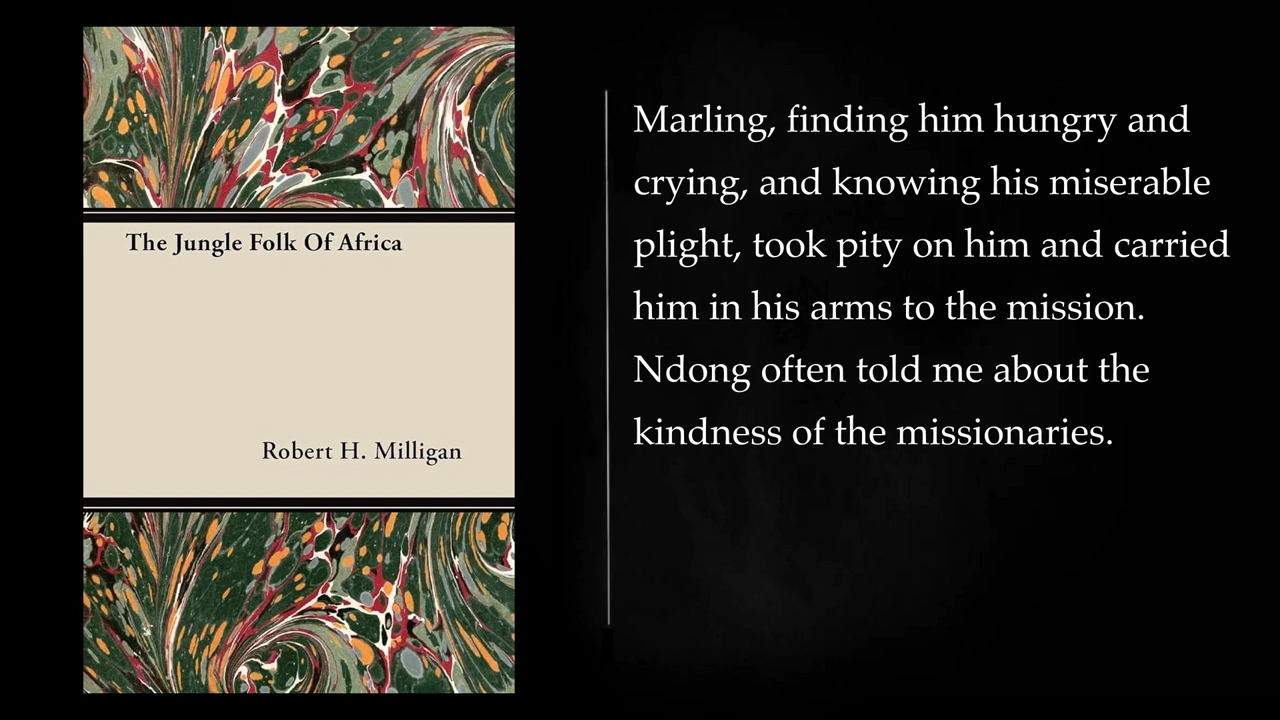 The Jungle Folk Of Africa
Robert H. Milligan
Marling, finding him hungry and
crying, and knowing his miserable
plight, took pity on him and carried
him in his arms to the mission.
Ndong often told me about the
kindness of the missionaries.